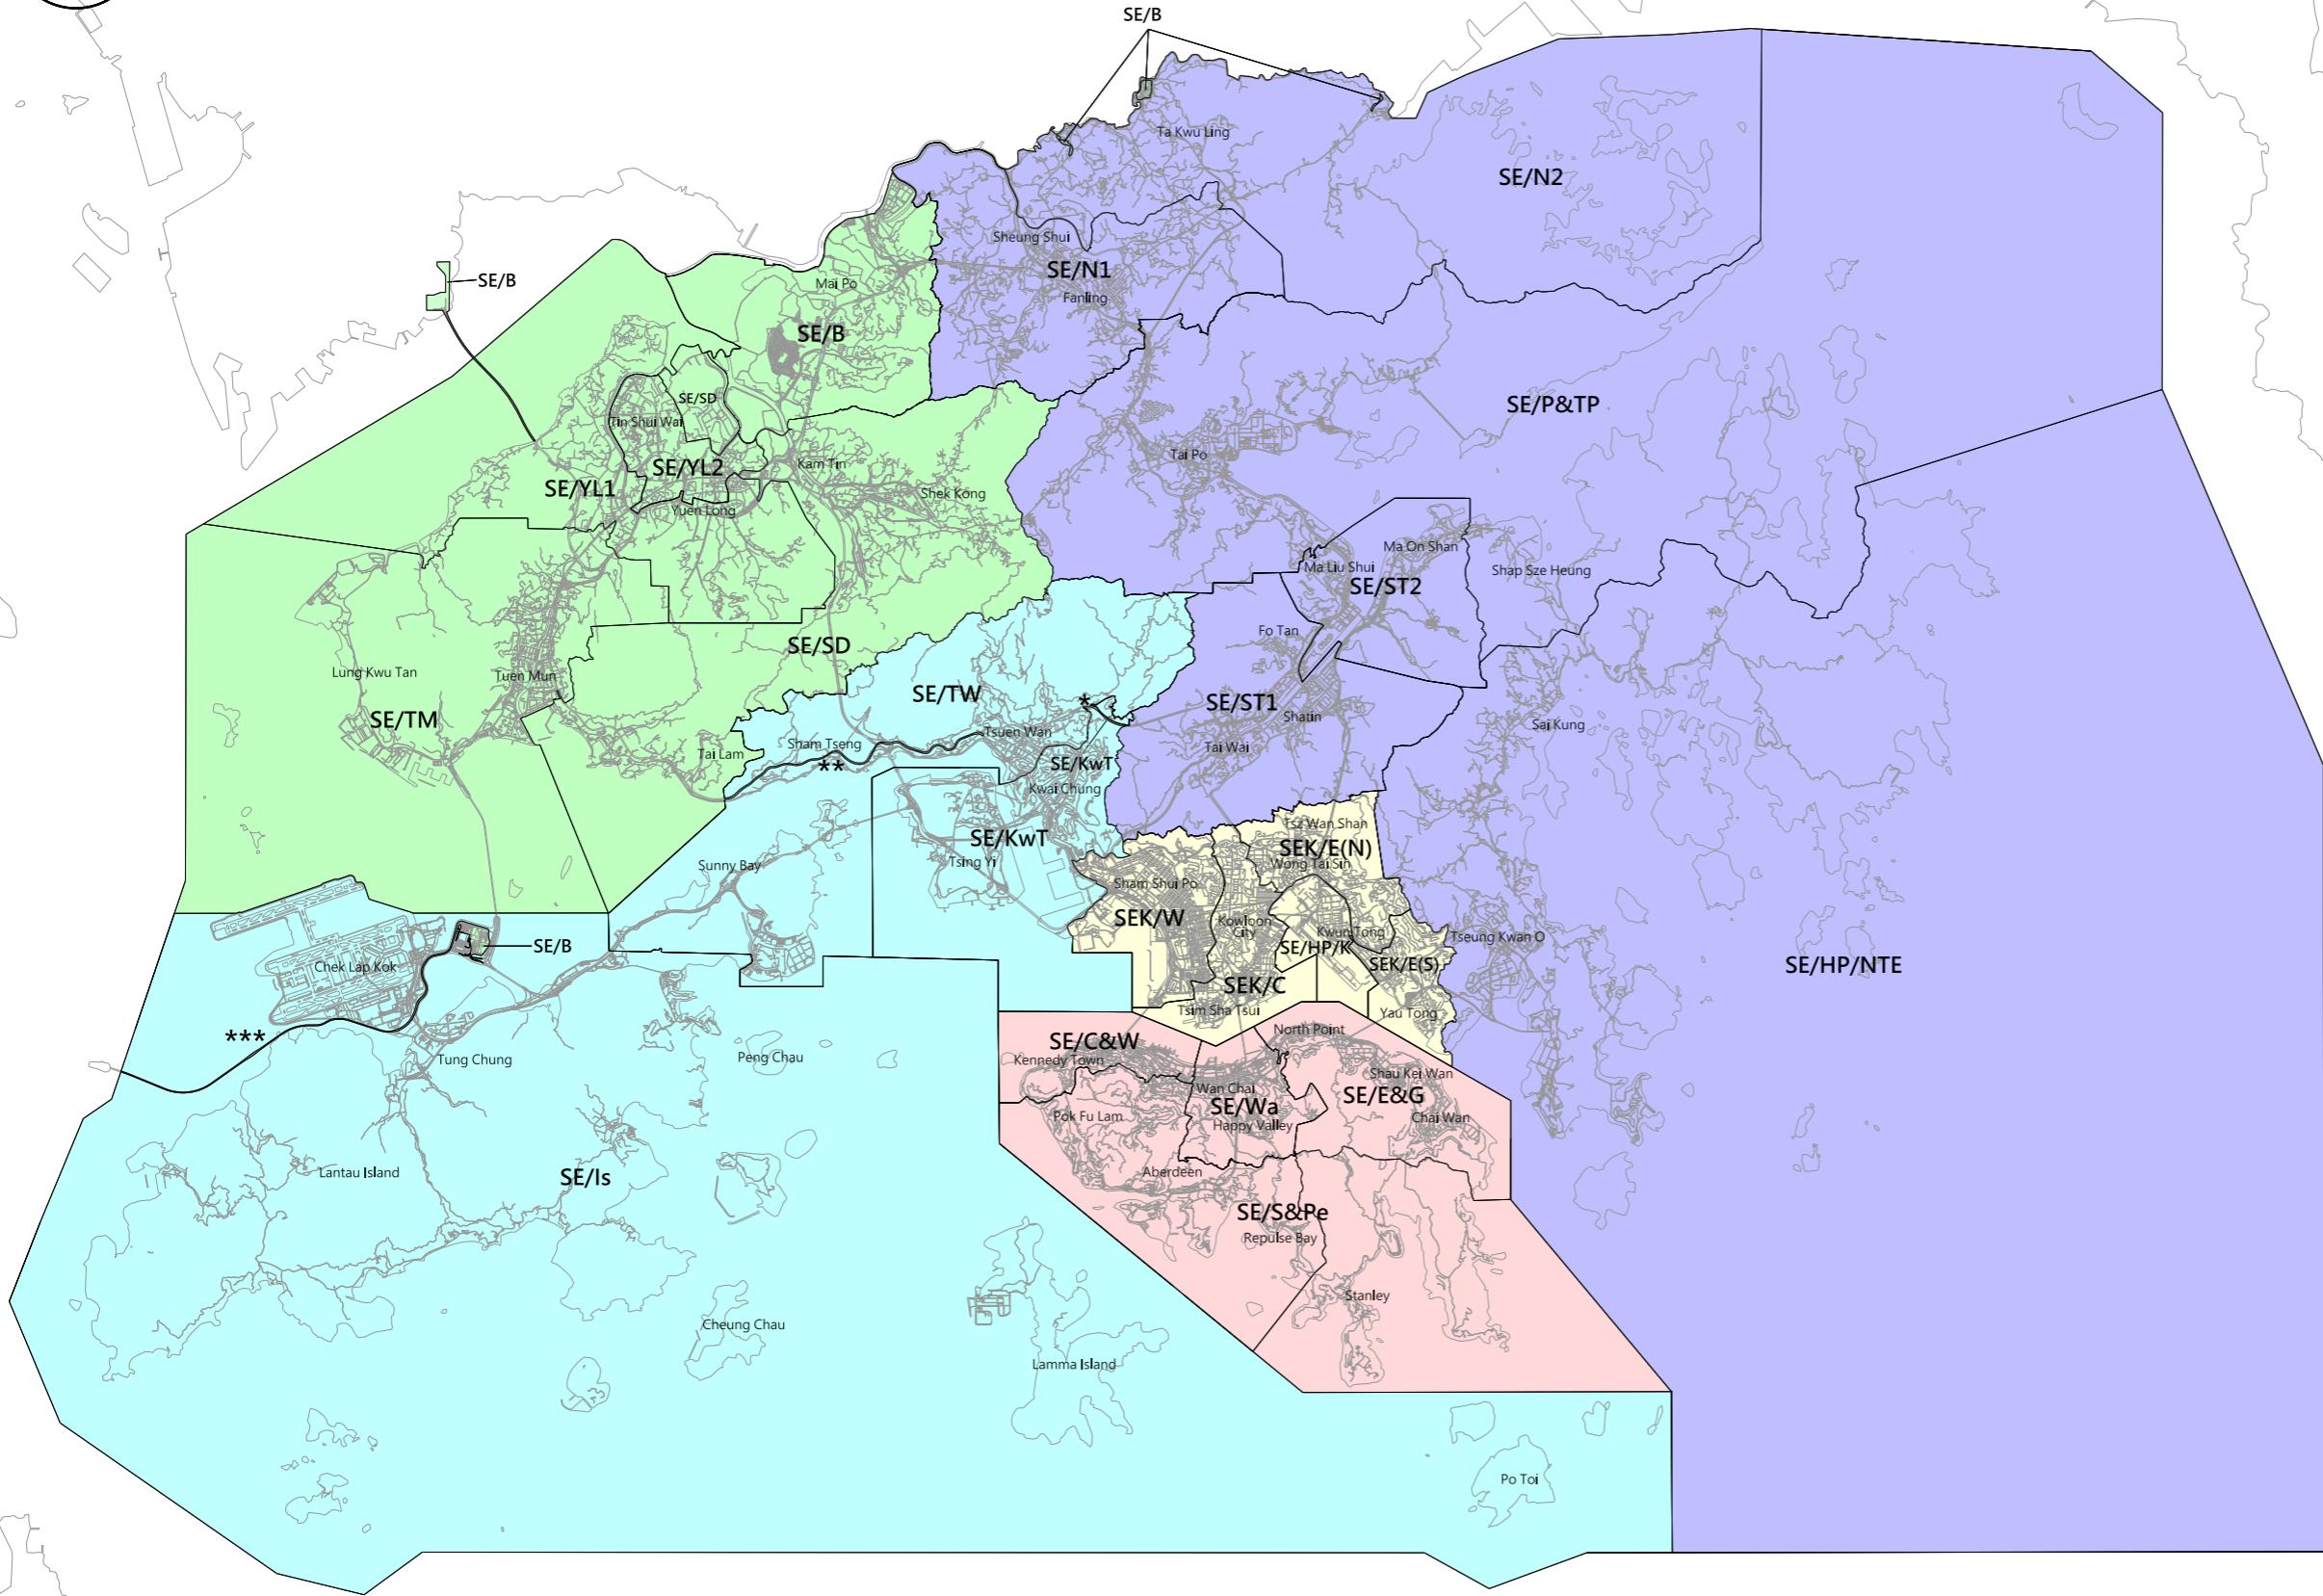 SE/B
Ta Kwu Ling
SE/N2
Sheung Shui
SE/N1
Fanling
SE/B
Mai Po
SE/B
SE/SD
Tin Shui Wai
SE/P&TP
SE/YL2
Kam Tin
Tai Po
SE/YL1
Shek Kong
Yuen Long
Ma On Shan
Ma Liu Shui
Shap Sze Heung
SE/ST2
Fo Tan
SE/SD
Lung Kwu Tan
Tuen Mun
SE/TW
*
SE/ST1
SE/TM
Shatin
Sai Kung
Tsuen Wan
Sham Tseng
Tai Wai
Tai Lam
**
SE/KwT
Kwai Chung
Tsz Wan Shan
SE/KwT
SEK/E(N)
Sunny Bay
Tsing Yi
Wong Tai Sin
Sham Shui Po
SEK/W
Kowloon
City
Kwun Tong
Tseung Kwan O
SE/B
SE/HP/K
Chek Lap Kok
SEK/E(S)
SE/HP/NTE
SEK/C
Tsim Sha Tsui
Yau Tong
***
North Point
SE/C&W
Tung Chung
Peng Chau
Kennedy Town
Shau Kei Wan
Wan Chai
SE/E&G
SE/Wa
Pok Fu Lam
Happy Valley
Chai Wan
Lantau Island
SE/Is
Aberdeen
SE/S&Pe
Repulse Bay
Stanley
Cheung Chau
Lamma Island
Po Toi